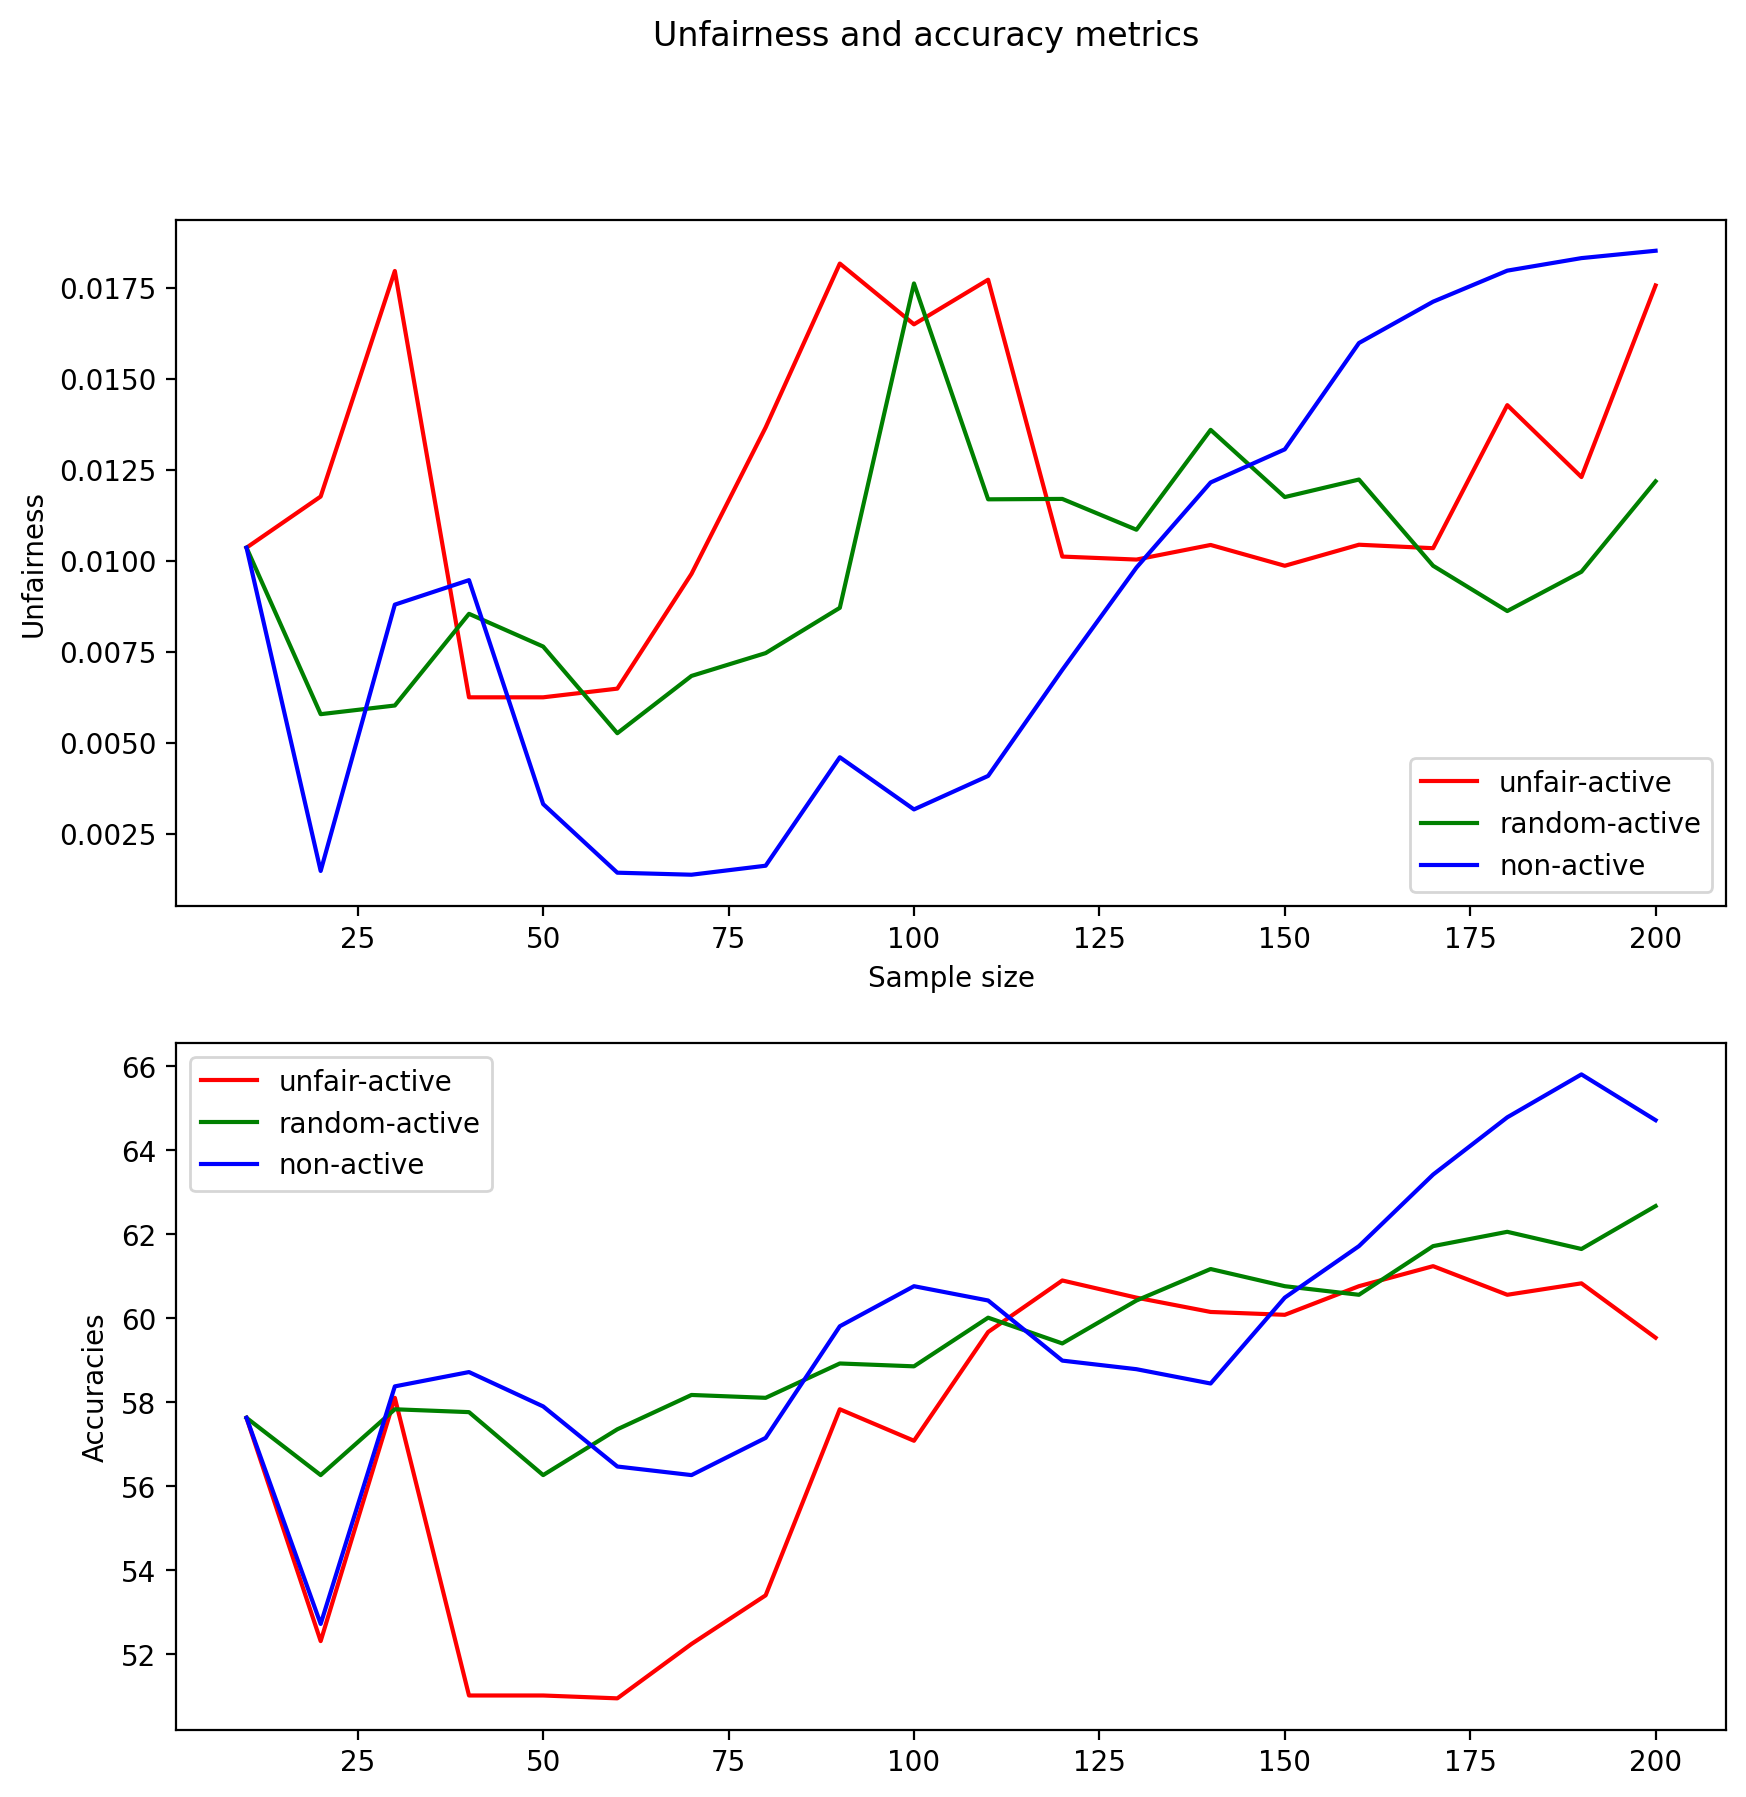 Unfairness and accuracy metrics
0.0175
0.0150
0.0125
0.0100
0.0075
0.0050
0.0025
Unfairness
unfair-active
random-active
non-active
25 50 75 100 125 150 175 200
Sample size
66
64
62
60
58
56
54
52
Accuracies
unfair-active
random-active
non-active
25 50 75 100 125 150 175 200